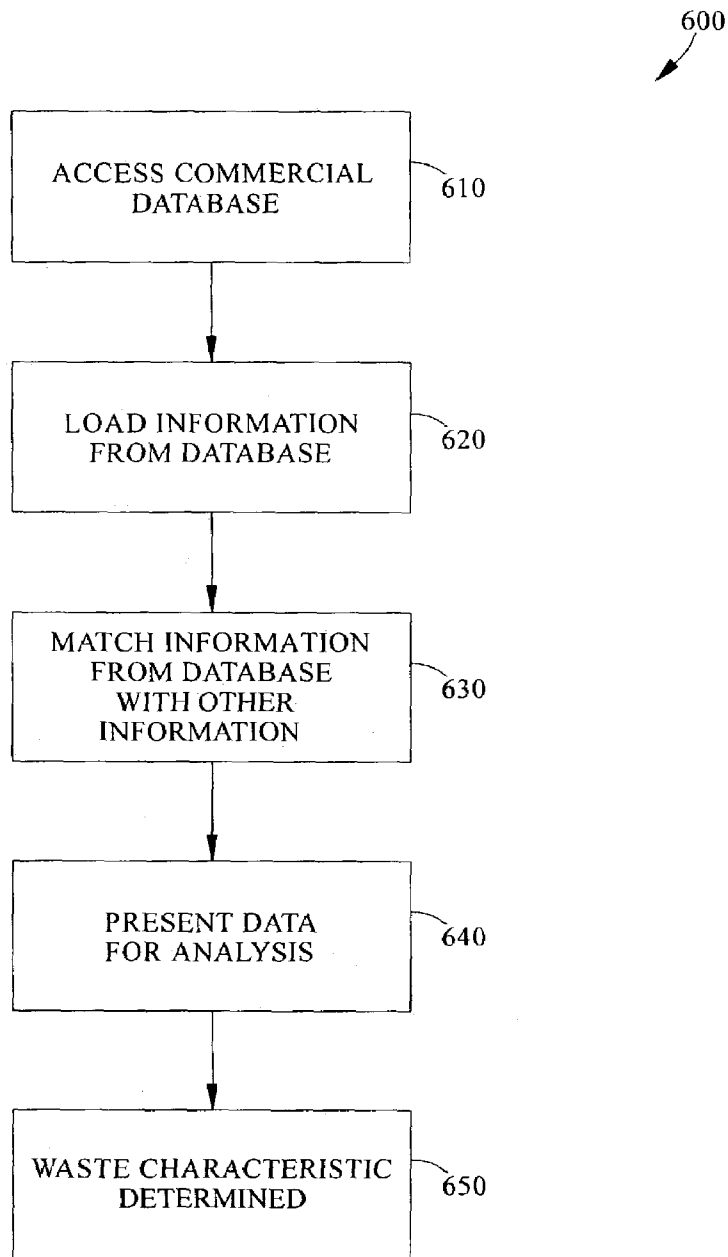 600
ACCESS COMMERCIAL
DATABASE
610
LOAD INFORMATION
FROM DATABASE
620
MATCH INFORMATION
FROM DATABASE
WITH OTHER
INFORMATION
630
PRESENT DATA
FOR ANALYSIS
640
WASTE CHARACTERISTIC
DETERMINED
650